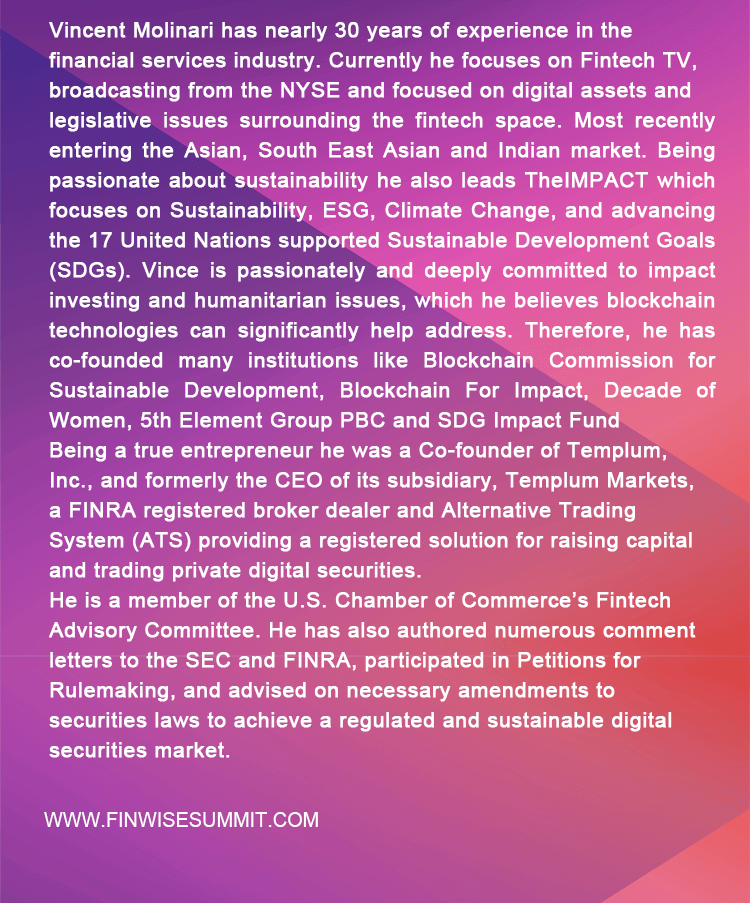 Vincent Molinari has nearly 30 years of experience in the
financial services industry. Currently he focuses on Fintech TV,
broadcasting from the NYSE and focused on digital assets and
legislative issues surrounding the fintech space. Most recently
entering the Asian, South East Asian and Indian market. Being
passionate about sustainability he also leads TheIMPACT which
focuses on Sustainability, ESG, Climate Change, and advancing
the 17 United Nations supported Sustainable Development Goals
(SDGs). Vince is passionately and deeply committed to impact
investing and humanitarian issues, which he believes blockchain
technologies can significantly help address. Therefore, he has
co-founded many institutions like Blockchain Commission for
Sustainable Development, Blockchain For Impact, Decade of
Women, 5th Element Group PBC and SDG Impact Fund
Being a true entrepreneur he was a Co-founder of Templum,
Inc., and formerly the CEO of its subsidiary, Templum Markets,
a FINRA registered broker dealer and Alternative Trading
System (ATS) providing a registered solution for raising capital
and trading private digital securities.
He is a member of the U.S. Chamber of Commerce’s Fintech
Advisory Committee. He has also authored numerous comment
letters to the SEC and FINRA, participated in Petitions for
Rulemaking, and advised on necessary amendments to
securities laws to achieve a regulated and sustainable digital
securities market.
WWW.FINWISESUMMIT.COM